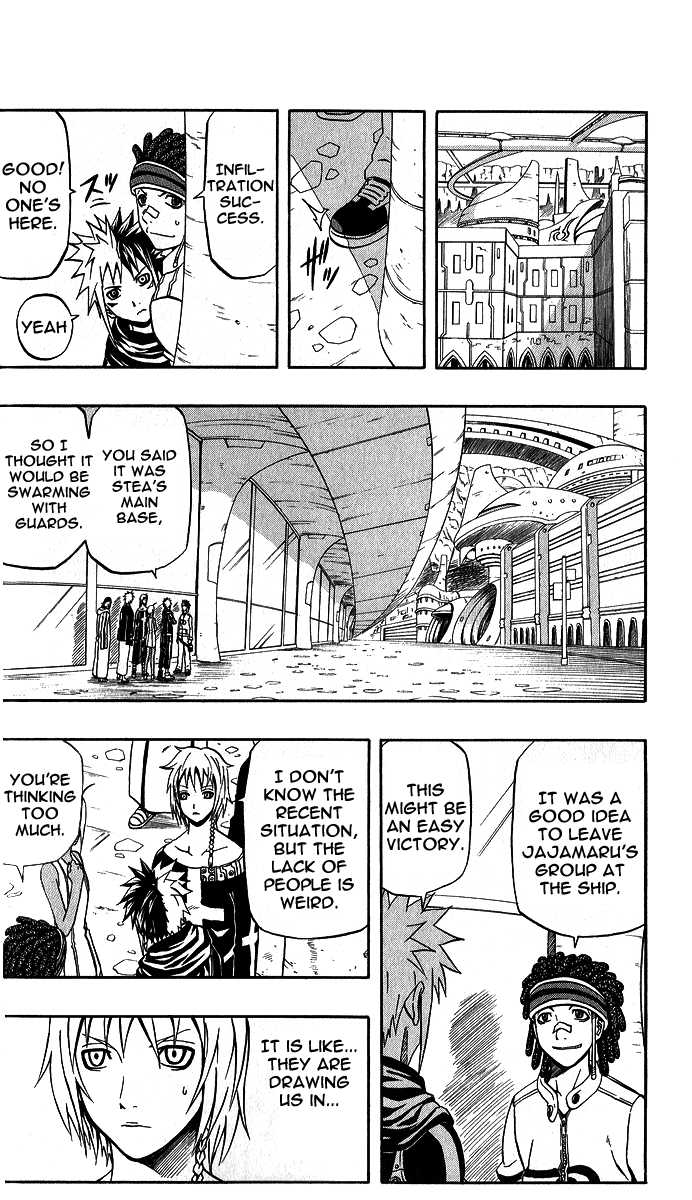 INFIL-
TRATION
SUC-
CESS.
GOOD!
NO
ONE'S
HERE.
YEAH
YOU SAID
IT WAS
STEA'S
MAIN
BASE,
SO I
THOUGHT IT
WOULD BE
SWARMING
WITH
GUARDS.
IT WAS A
GOOD IDEA
TO LEAVE
JAJAMARU'S
GROUP AT
THE SHIP.
THIS
MIGHT BE
AN EASY
VICTORY.
I DON'T
KNOW THE
RECENT
SITUATION,
BUT THE
LACK OF
PEOPLE IS
WEIRD.
YOU'RE
THINKING
TOO
MUCH.
IT IS LIKE...
THEY ARE
DRAWING
US IN...